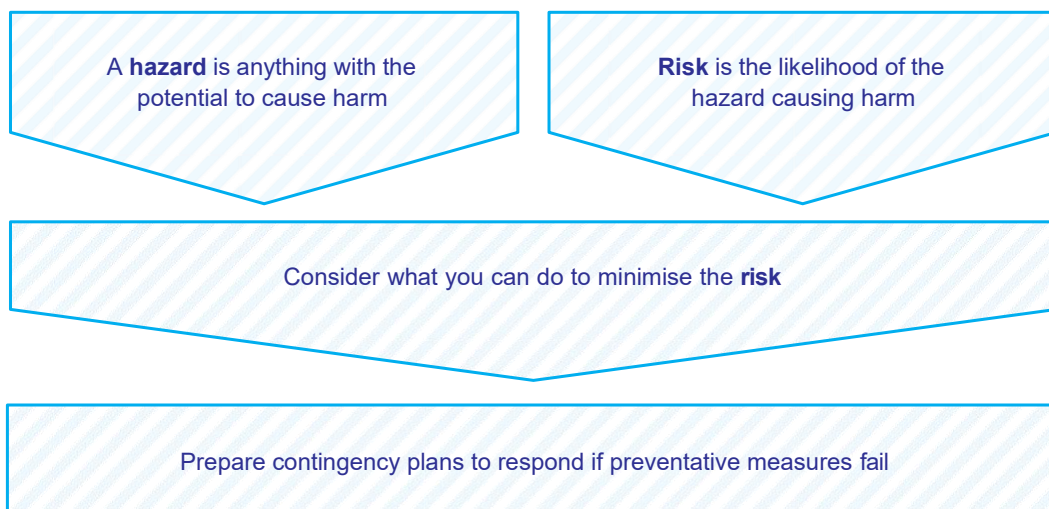 A hazard is anything with the
potential to cause harm
Risk is the likelihood of the
hazard causing harm
Consider what you can do to minimise the risk
Prepare contingency plans to respond if preventative measures fail